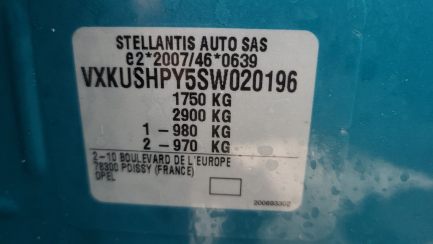 STELLANTIS AUTO SAS
e2*2007/46*0639
VXKUSHPY5SW020196
1750 KG
2900 KG
1 -980 KG
2 -970 KG
2-10 BOULEVARD DE L'EUROPE
78300 POISSY (FRANCE)
OPEL